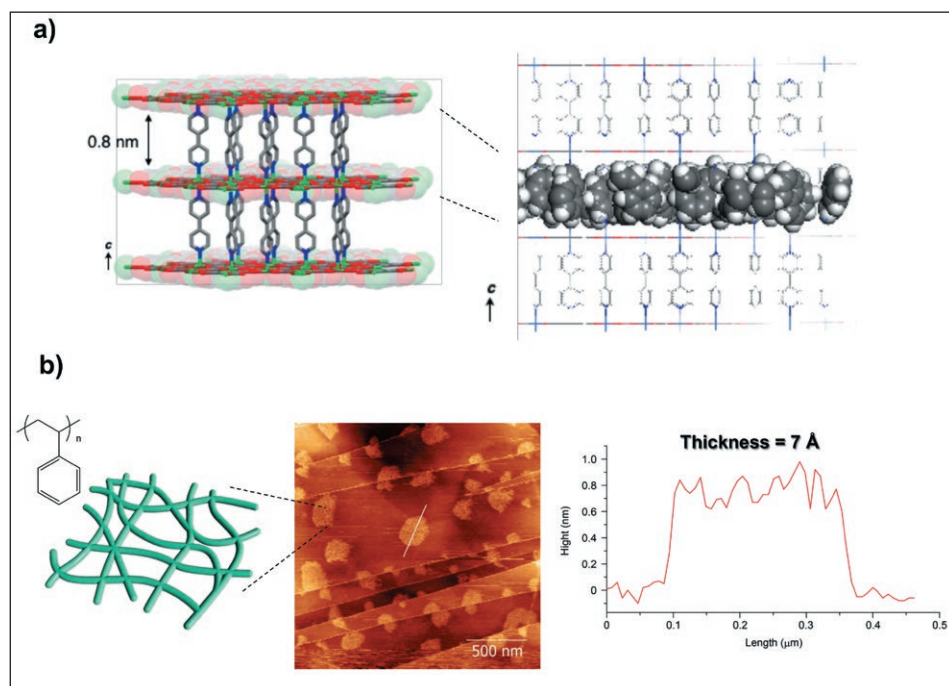 a)
0.8 nm
c
c
b)
n
500 nm
Thickness = 7 Å
Hight (nm)
1.0
0.8
0.6
0.4
0.2
0
0 0.1 0.2 0.3 0.4 0.5
Length (µm)